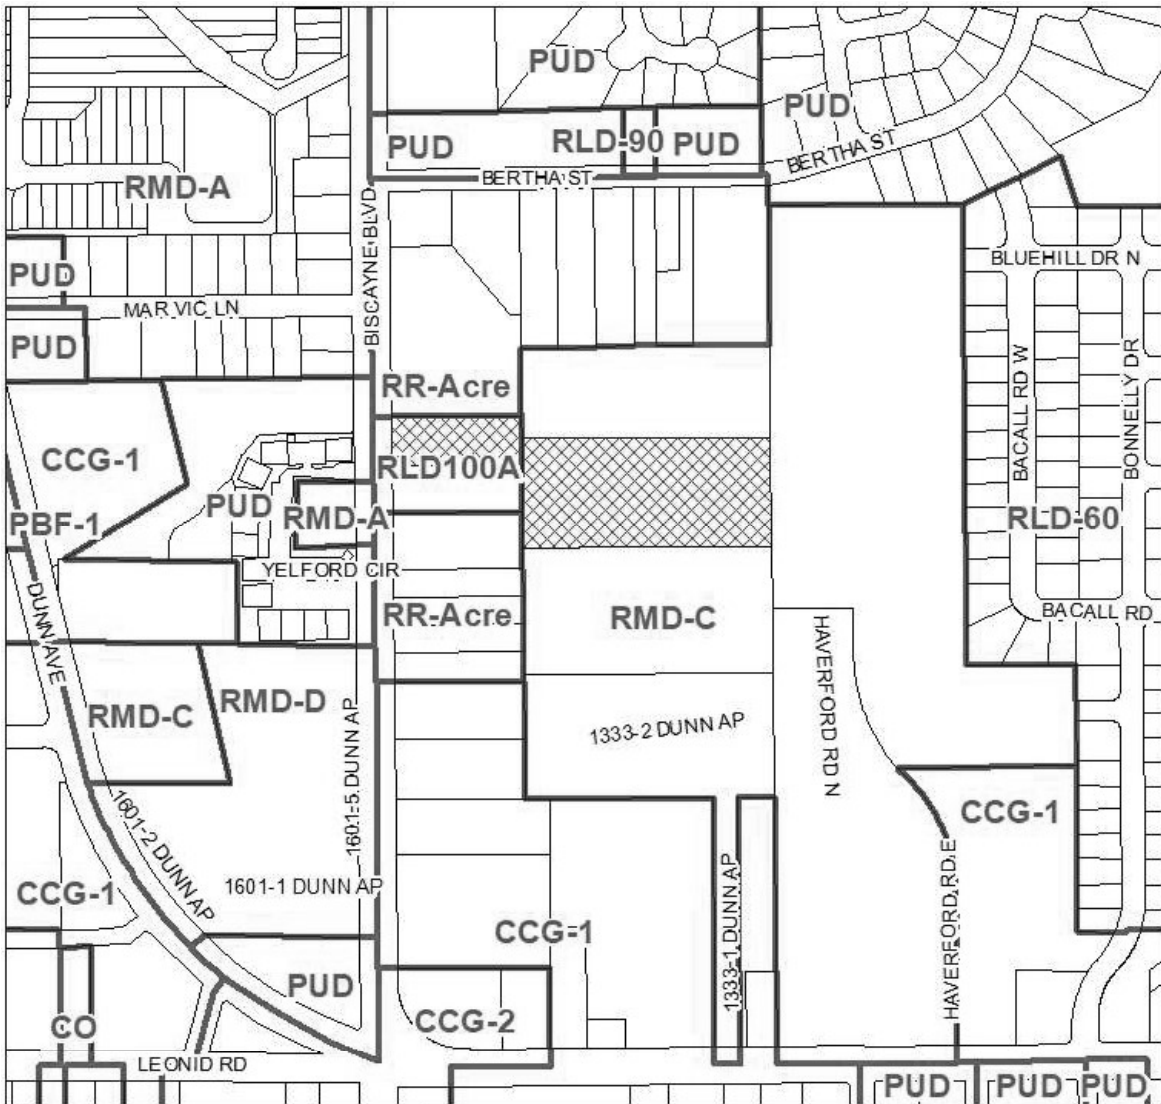 PUD
PUD
PUD
RLD-90
PUD
BERTHA ST
BERTHA ST
RMD-A
BISCAYNE BLVD
PUD
BLUEHILL DR N
MARVIC LN
PUD
BACALL RD W
BONNELLY DR
RR-Acre
CCG-1
RLD100A
PUD
RMD-A
PBF-1
RLD-60
YELFORD CIR
DUNN AVE
RR-Acre
RMD-C
BACALL RD
HAVERFORD RD N
RMD-C
RMD-D
1601-5 DUNN AP
1333-2 DUNN AP
1601-2 DUNN AP
CCG-1
CCG-1
1601-1 DUNN AP
CCG-1
1333-1 DUNN AP
HAVERFORD RD E
PUD
CO
CCG-2
LEONID RD
PUD
PUD
PUD